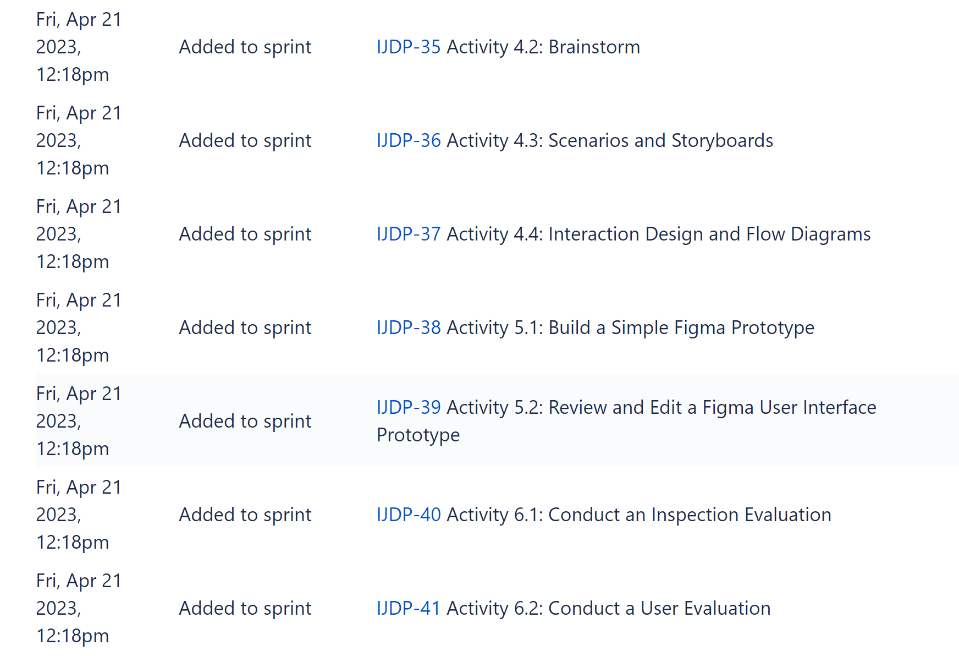 Fri, Apr 21
2023,
12:18pm
Added to sprint
IJDP-35 Activity 4.2: Brainstorm
Fri, Apr 21
2023,
12:18pm
Added to sprint
IJDP-36 Activity 4.3: Scenarios and Storyboards
Fri, Apr 21
2023,
12:18pm
Added to sprint
IJDP-37 Activity 4.4: Interaction Design and Flow Diagrams
Fri, Apr 21
2023,
12:18pm
Added to sprint
IJDP-38 Activity 5.1: Build a Simple Figma Prototype
Fri, Apr 21
2023,
12:18pm
Added to sprint
IJDP-39 Activity 5.2: Review and Edit a Figma User Interface
Prototype
Fri, Apr 21
2023,
12:18pm
Added to sprint
IJDP-40 Activity 6.1: Conduct an Inspection Evaluation
Fri, Apr 21
2023,
12:18pm
Added to sprint
IJDP-41 Activity 6.2: Conduct a User Evaluation